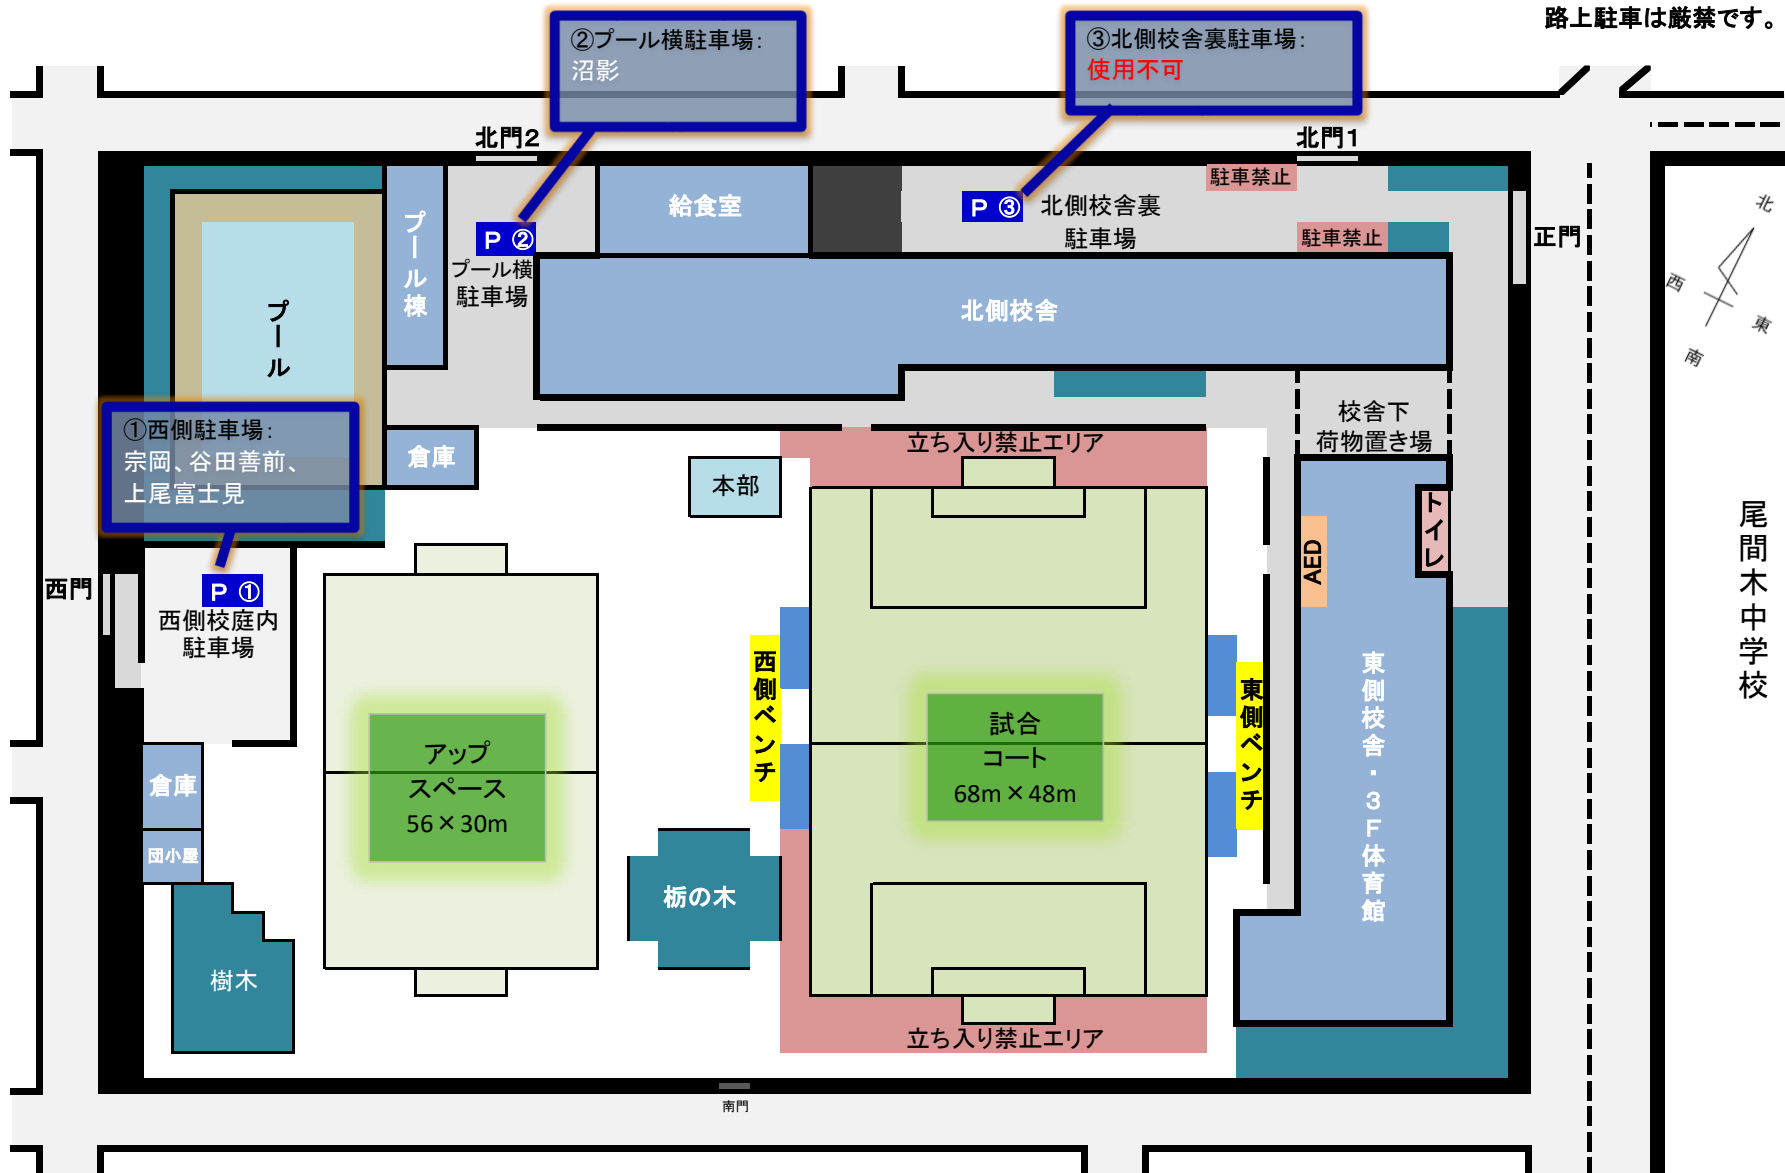 路上駐車は厳禁です。
②プール横駐車場：
沼影
③北側校舎裏駐車場：
使用不可
北門2
北門1
駐車禁止
給食室
P ③
北側校舎裏
駐車場
駐車禁止
正門
プール棟
P ②
プール横
駐車場
北
西
東
南
プール
北側校舎
①西側駐車場：
宗岡、谷田善前、
上尾富士見
倉庫
本部
立ち入り禁止エリア
校舎下
荷物置き場
トイレ
AED
尾間木中学校
西門
P ①
西側校庭内
駐車場
西側ベンチ
東側ベンチ
東側校舎・3F体育館
アップ
スペース
56×30m
試合
コート
68m×48m
倉庫
団小屋
栃の木
樹木
立ち入り禁止エリア
南門